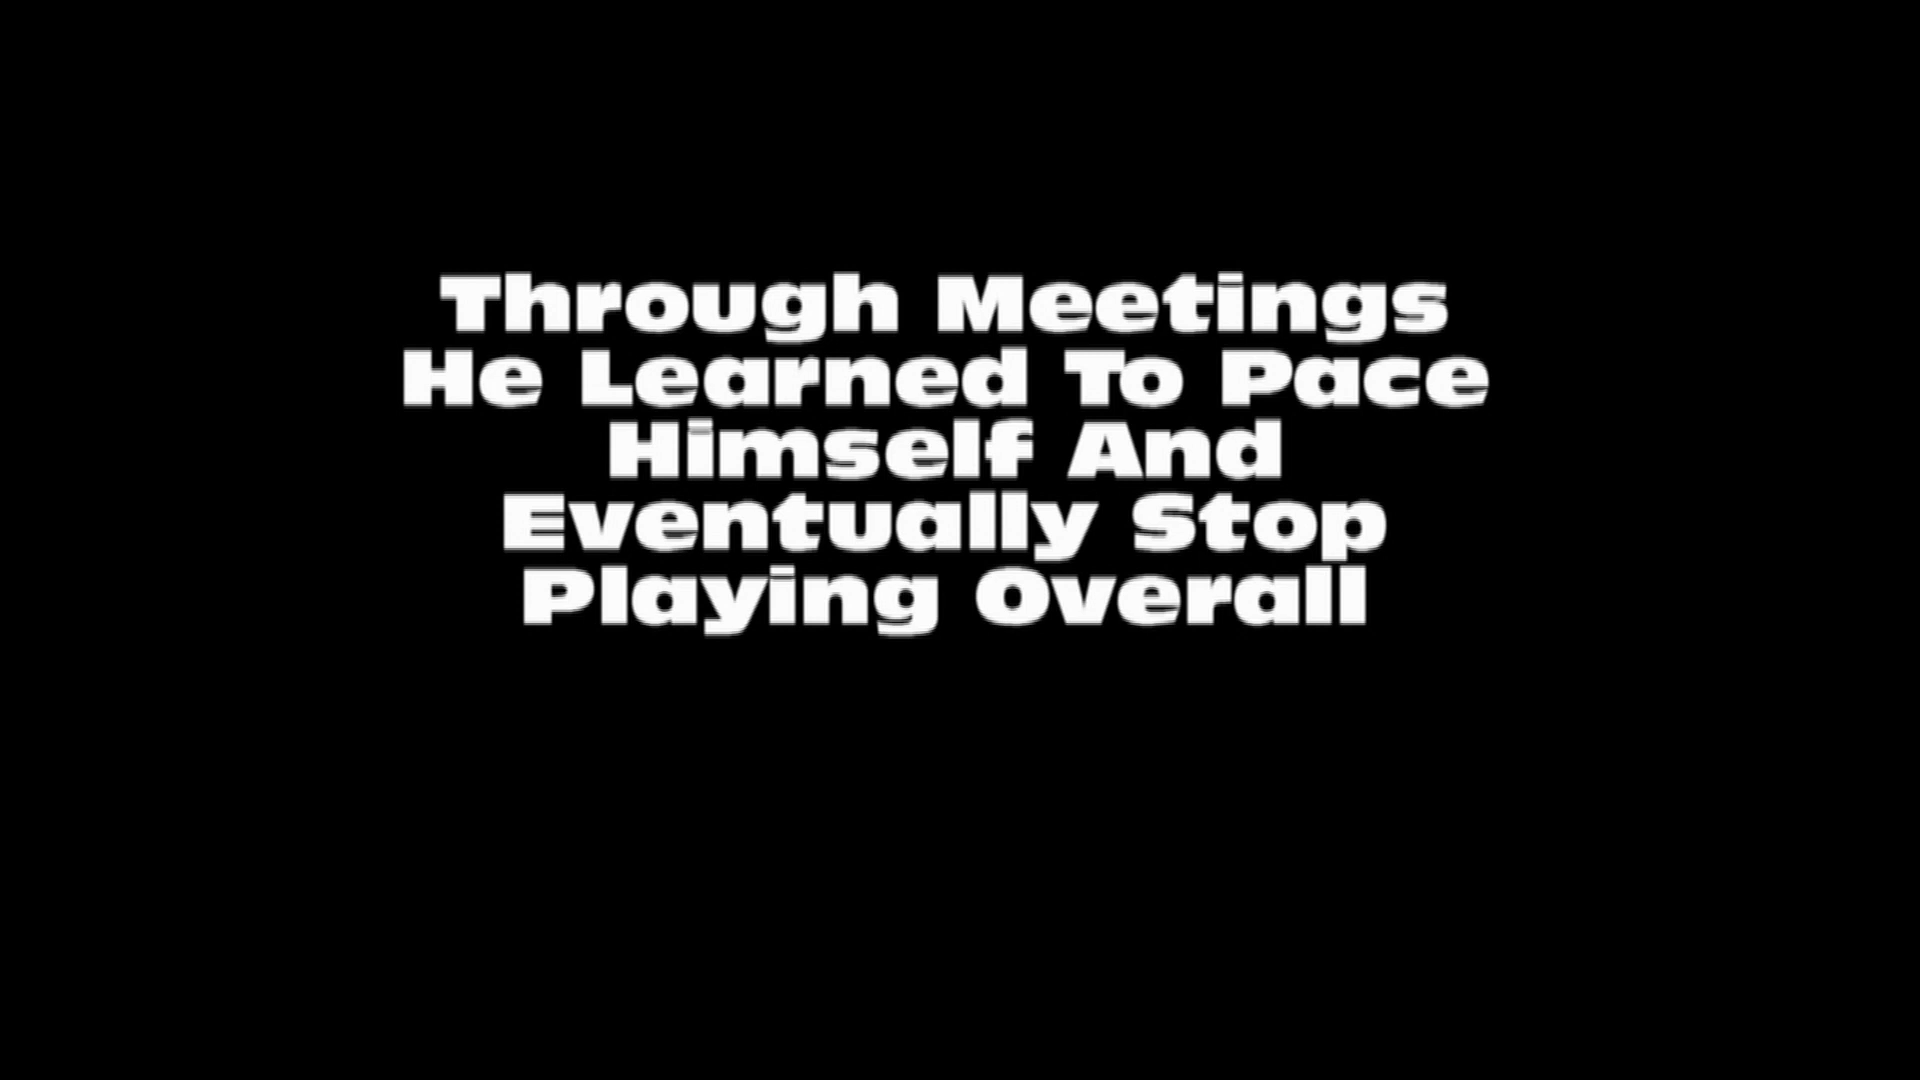 Through Meetings
He Learned To Pace
Himself And
Eventually Stop
Playing Overall